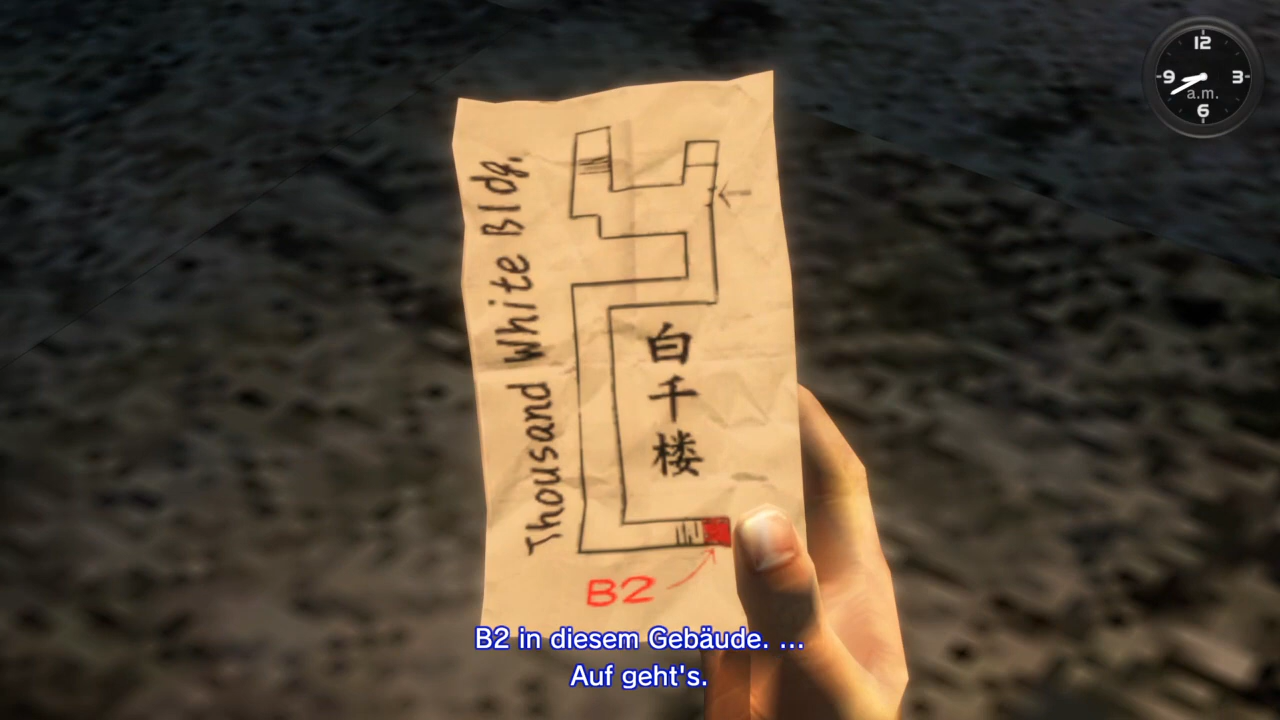 12
9
3
a.m.
6
Thousand White Bldg.
白千楼
B2
B2 in diesem Gebäude. ...
Auf geht's.